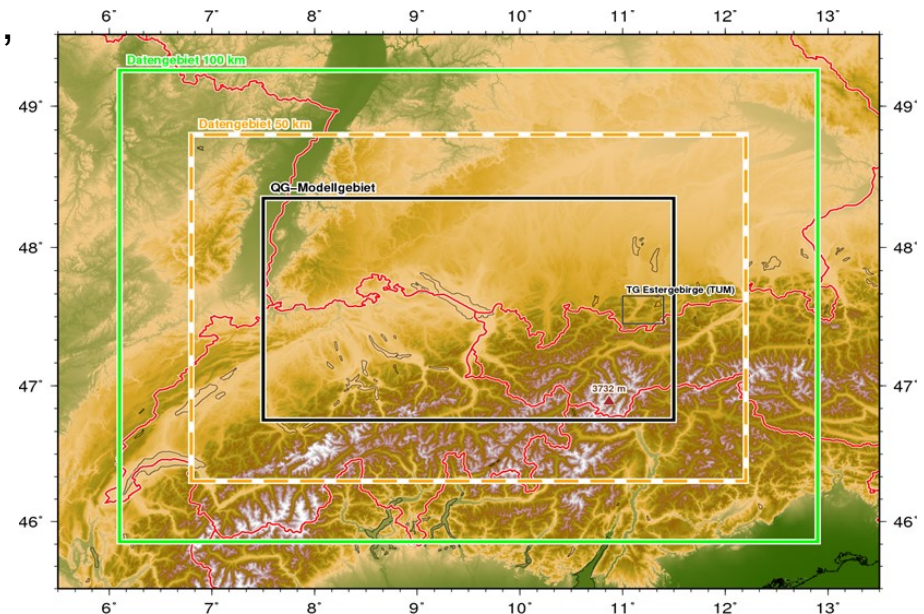 6° 7° 8° 9° 10° 11° 12° 13°
,
Datengebiet 100 km
49° 49°
Datengebiet 50 km
QG–Modellgebiet
48° 48°
TG Estergebirge (TUM)
47° 47°
3732 m
46° 46°
6° 7° 8° 9° 10° 11° 12° 13°